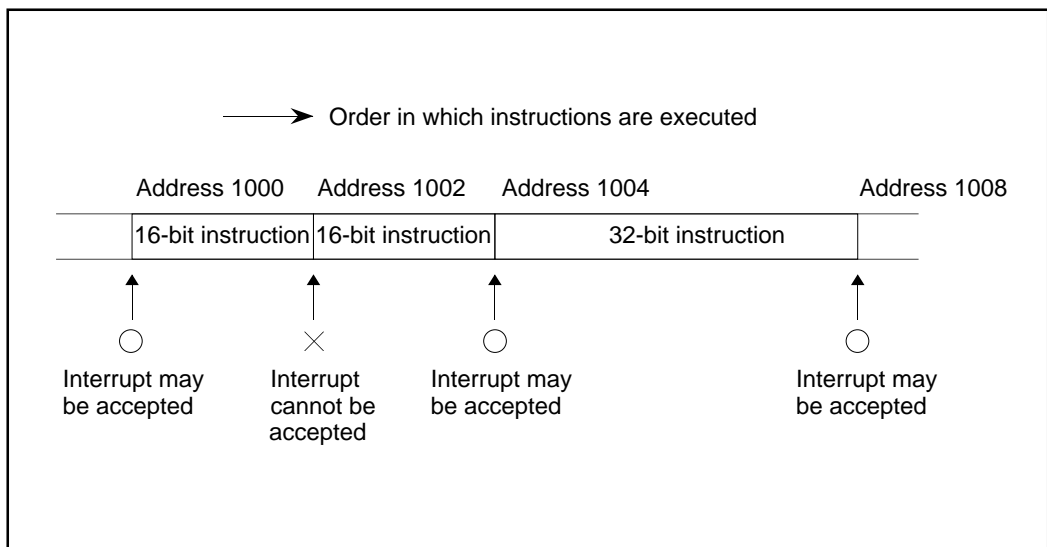 Order in which instructions are executed
Address 1000 Address 1002 Address 1004 Address 1008
16-bit instruction 16-bit instruction 32-bit instruction
Interrupt may
be accepted
Interrupt
cannot be
accepted
Interrupt may
be accepted
Interrupt may
be accepted